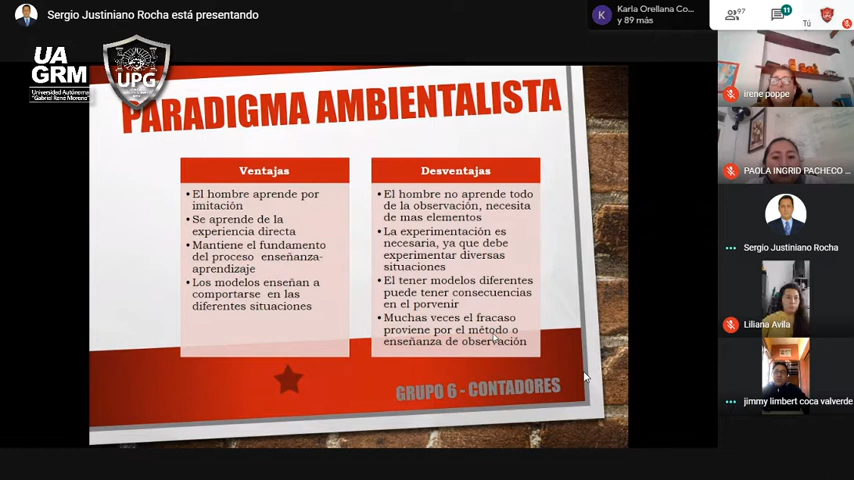 Sergio Justiniano Rocha está presentando
Karla Orellana Co...
y 89 más
97
11
Tú
UA
GRM
Universidad Autónoma
"Gabriel René Moreno"
UPG
PARADIGMA AMBIENTALISTA
Ventajas
• El hombre aprende por
imitación
• Se aprende de la
experiencia directa
• Mantiene el fundamento
del proceso enseñanza-
aprendizaje
• Los modelos enseñan a
comportarse en las
diferentes situaciones
Desventajas
• El hombre no aprende todo
de la observación, necesita
de mas elementos
• La experimentación es
necesaria, ya que debe
experimentar diversas
situaciones
• El tener modelos diferentes
puede tener consecuencias
en el porvenir
• Muchas veces el fracaso
proviene por el método o
enseñanza de observación
GRUPO 6 - CONTADORES
irene poppe
PAOLA INGRID PACHECO ...
Sergio Justiniano Rocha
Liliana Avila
jimmy limbert coca valverde
K